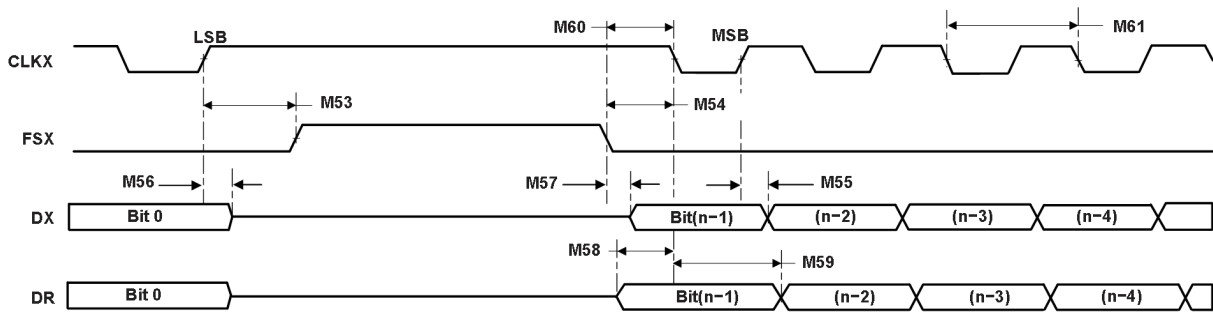 M60
LSB
MSB
M61
CLKX
M53
M54
FSX
M56
M57
M55
DX
Bit 0
Bit(n−1)
(n−2)
(n−3)
(n−4)
M58
M59
DR
Bit 0
Bit(n−1)
(n−2)
(n−3)
(n−4)